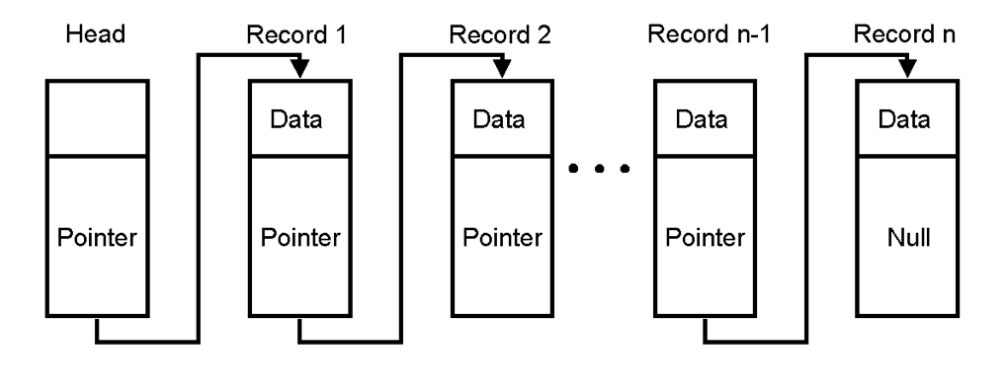 Head Record 1 Record 2 Record n-1 Record n
Data Data Data Data
Pointer Pointer Pointer Pointer Null